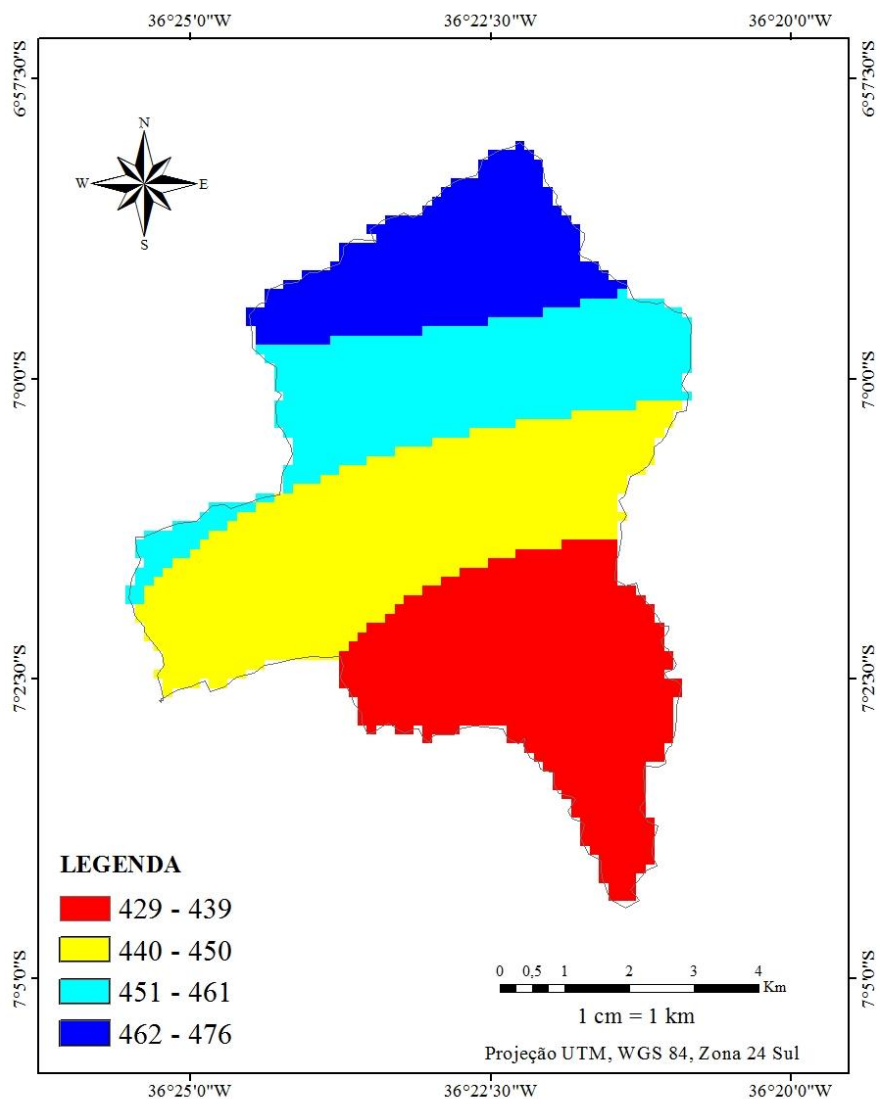 36°25'0"W 36°22'30"W 36°20'0"W
6°57'30"S 6°57'30"S
N
W E
S
7°0'0"S 7°0'0"S
7°2'30"S 7°2'30"S
LEGENDA
429 - 439
440 - 450
451 - 461
462 - 476
7°5'0"S 7°5'0"S
0 0,5 1 2 3 4
Km
1 cm = 1 km
Projeção UTM, WGS 84, Zona 24 Sul
36°25'0"W 36°22'30"W 36°20'0"W